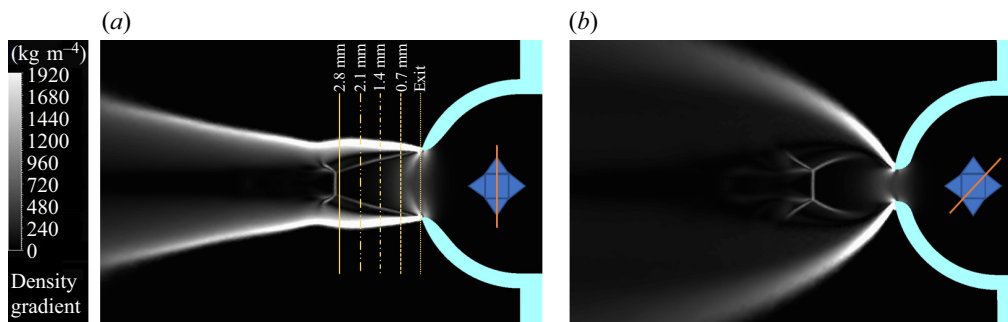 (a)
(b)
(kg m–4)
1920
1680
1440
1200
960
720
480
240
0
Density
gradient
2.8 mm
2.1 mm
1.4 mm
0.7 mm
Exit